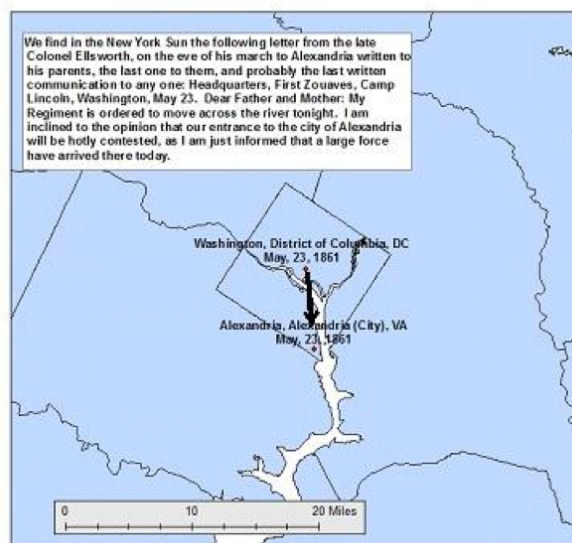 We find in the New York Sun the following letter from the late
Colonel Ellsworth, on the eve of his march to Alexandria written to
his parents, the last one to them, and probably the last written
communication to any one: Headquarters, First Zouaves, Camp
Lincoln, Washington, May 23.  Dear Father and Mother: My
Regiment is ordered to move across the river tonight.  I am
inclined to the opinion that our entrance to the city of Alexandria
will be hotly contested, as I am just informed that a large force
have arrived there today.
Washington, District of Columbia, DC
May, 23, 1861
Alexandria, Alexandria (City), VA
May, 23, 1861
0 10 20 Miles